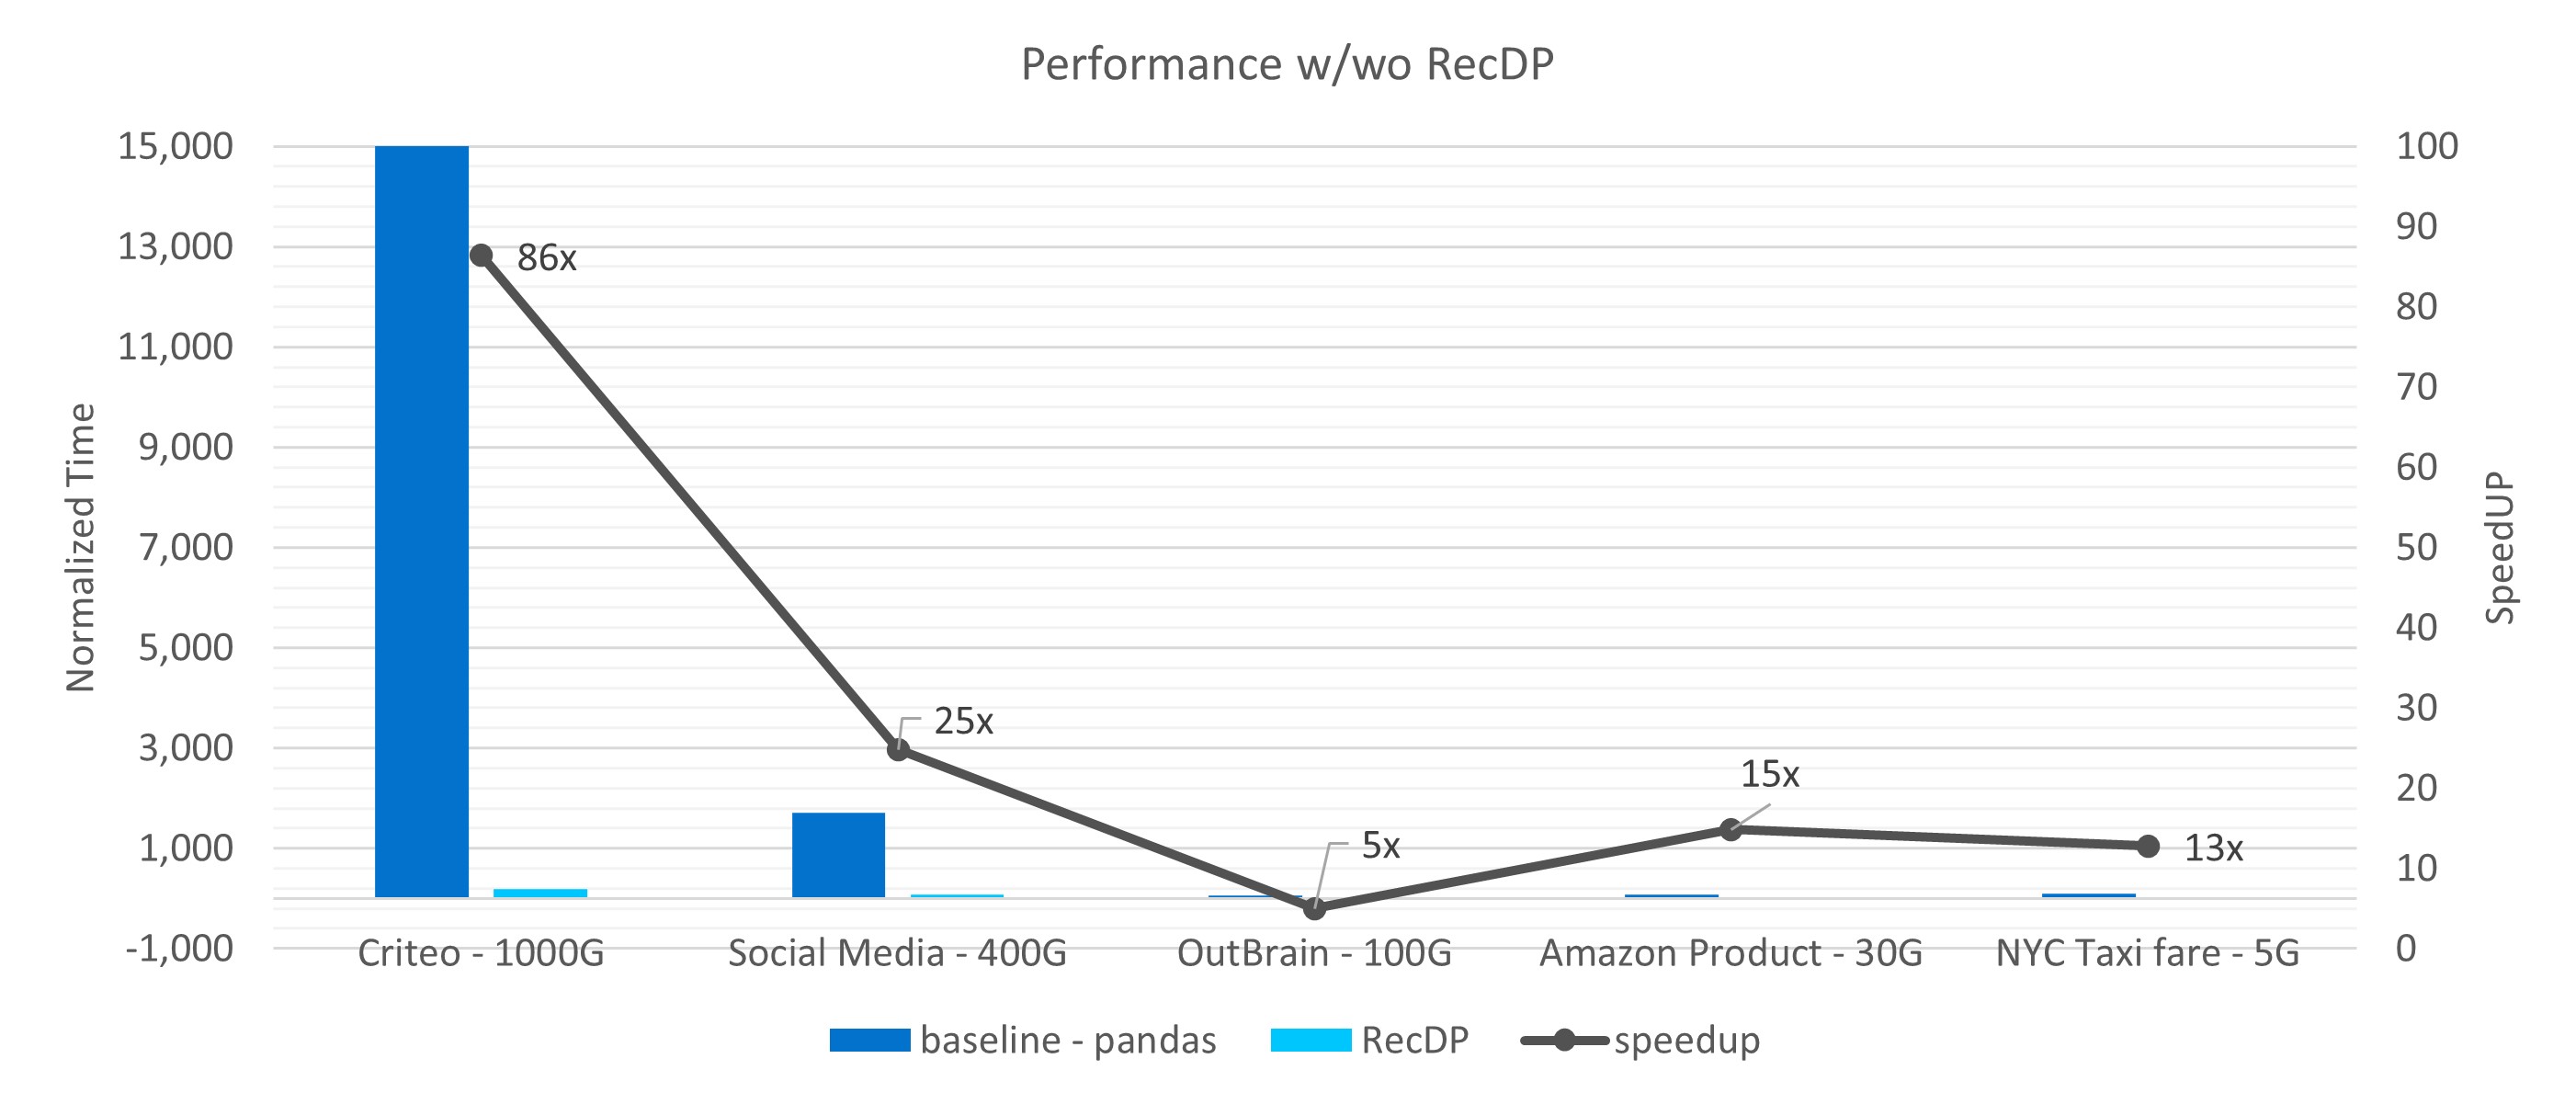 Performance w/wo RecDP
Normalized Time
15,000
13,000
11,000
9,000
7,000
5,000
3,000
1,000
-1,000
86x
25x
5x
15x
13x
100
90
80
70
60
50
40
30
20
10
0
SpeedUP
Criteo - 1000G
Social Media - 400G
OutBrain - 100G
Amazon Product - 30G
NYC Taxi fare - 5G
baseline - pandas
RecDP
speedup